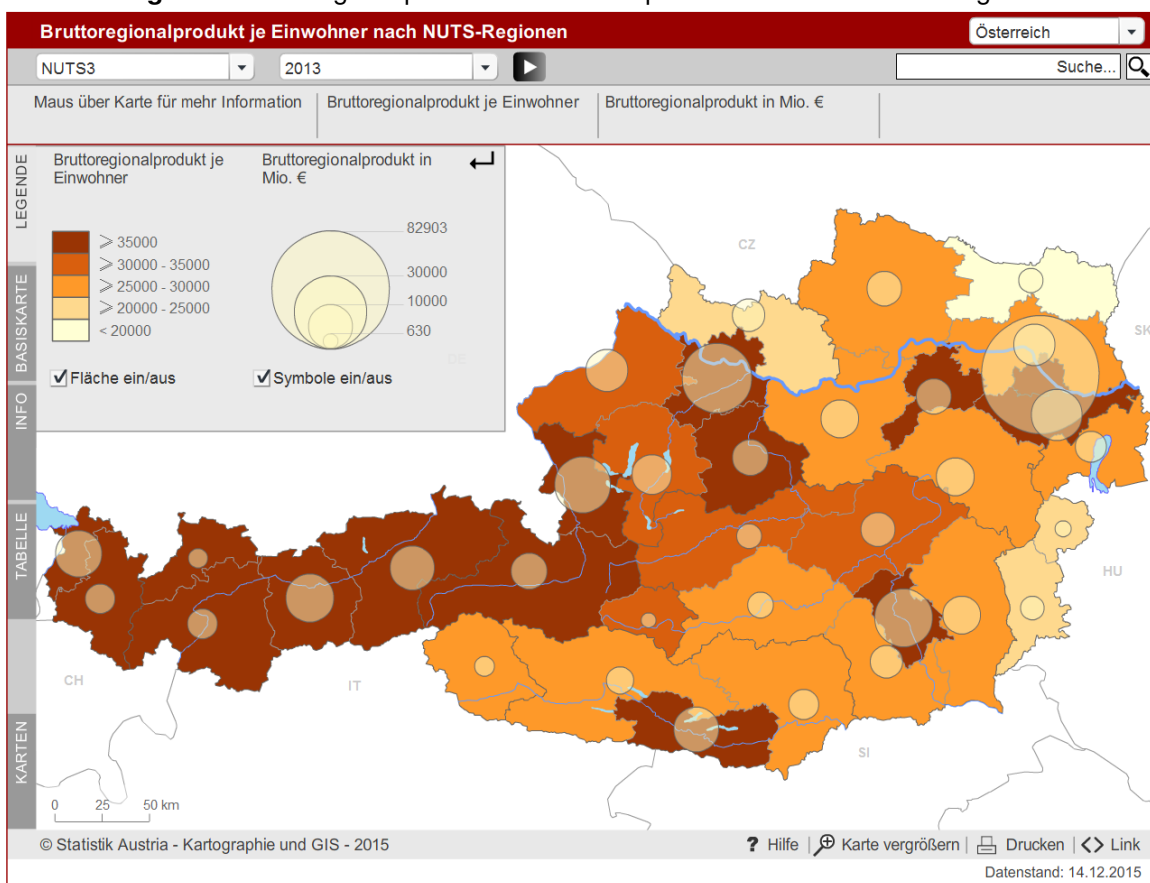 Bruttoregionalprodukt je Einwohner nach NUTS-Regionen
Österreich
NUTS3
2013
Suche...
Maus über Karte für mehr Information
Bruttoregionalprodukt je Einwohner
Bruttoregionalprodukt in Mio. €
LEGENDE
BASISKARTE
INFO
TABELLE
KARTEN
Bruttoregionalprodukt je
Einwohner
⩾ 35000
⩾ 30000 - 35000
⩾ 25000 - 30000
⩾ 20000 - 25000
< 20000
Bruttoregionalprodukt in
Mio. €
82903
30000
10000
630
Fläche ein/aus
Symbole ein/aus
CZ
SK
DE
HU
CH
IT
SI
0 25 50 km
© Statistik Austria - Kartographie und GIS - 2015
? Hilfe
Karte vergrößern
Drucken
Link
Datenstand: 14.12.2015